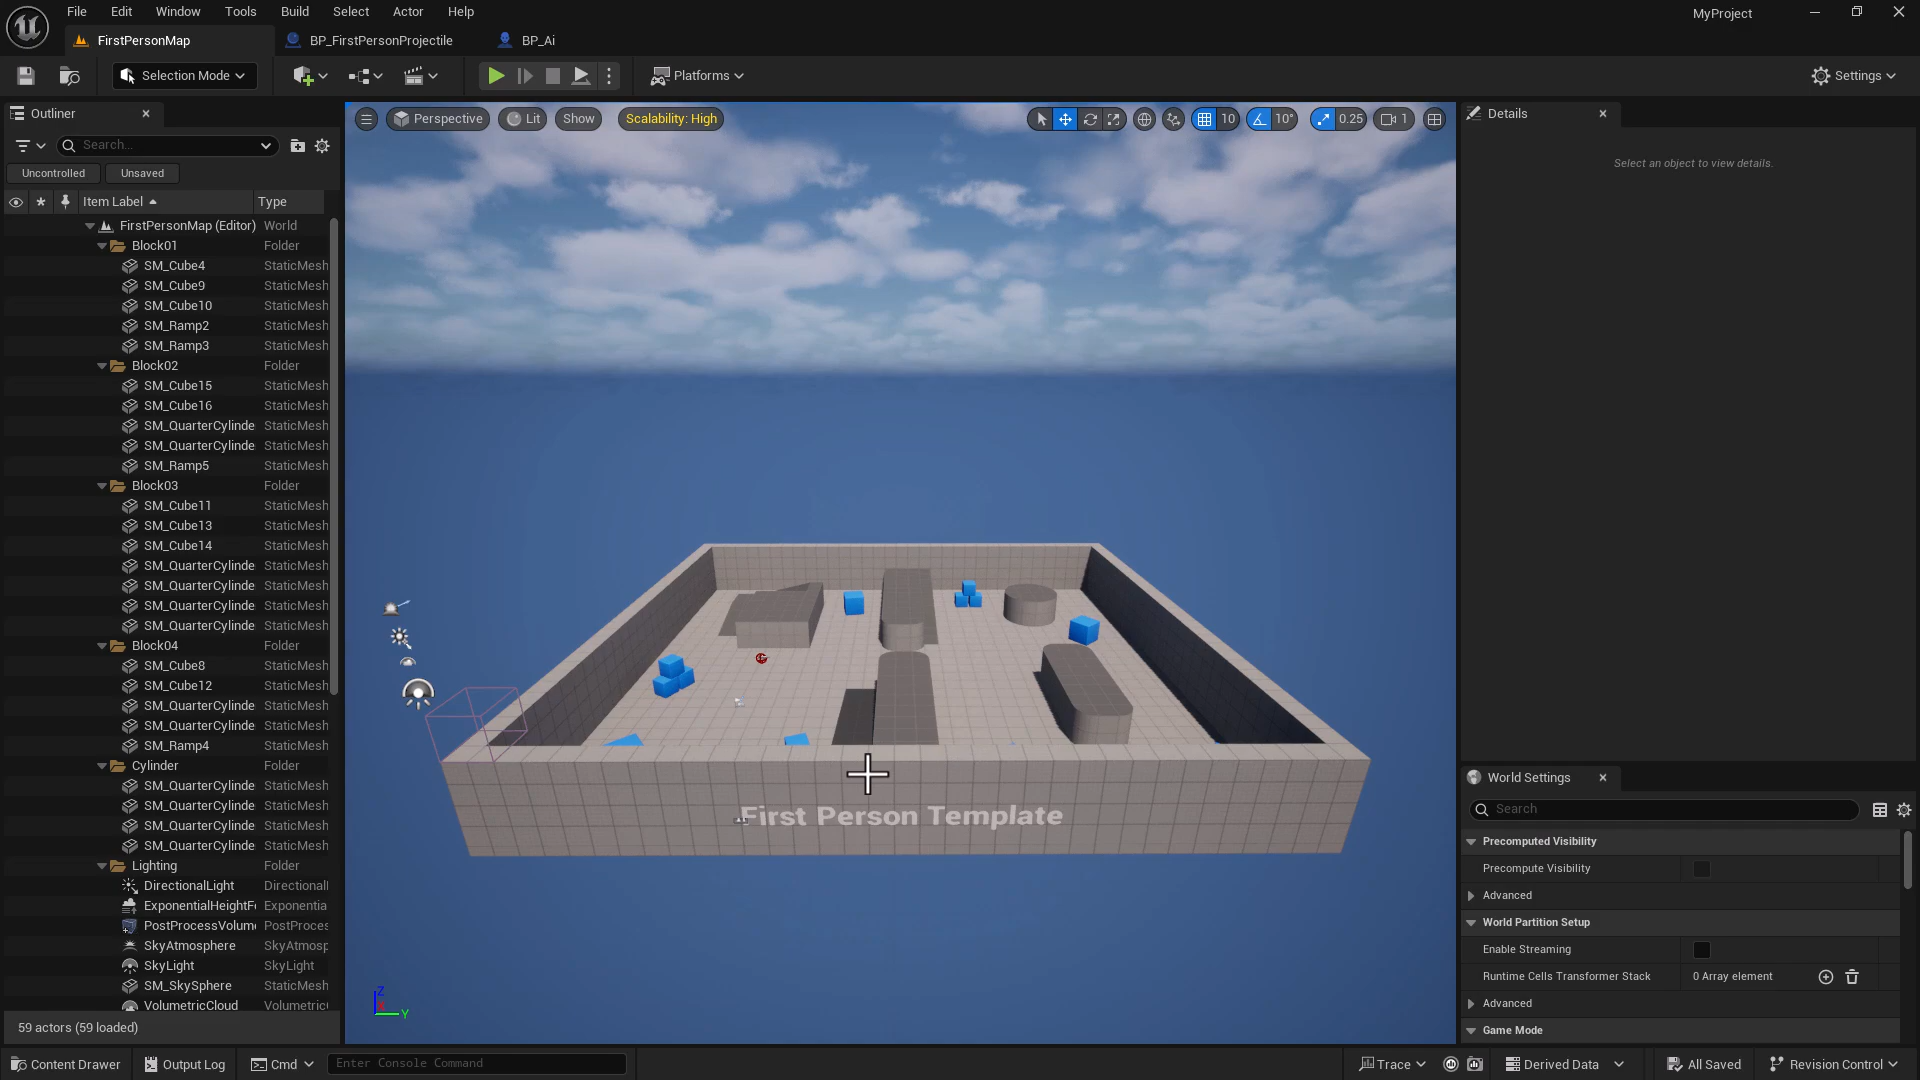 File Edit Window Tools Build Select Actor Help
MyProject
FirstPersonMap
BP_FirstPersonProjectile
BP_Ai
Selection Mode
Platforms
Settings
Outliner
Search...
Uncontrolled
Unsaved
Item Label
Type
FirstPersonMap (Editor) World
Block01 Folder
SM_Cube4 StaticMesh
SM_Cube9 StaticMesh
SM_Cube10 StaticMesh
SM_Ramp2 StaticMesh
SM_Ramp3 StaticMesh
Block02 Folder
SM_Cube15 StaticMesh
SM_Cube16 StaticMesh
SM_QuarterCylinde StaticMesh
SM_QuarterCylinde StaticMesh
SM_Ramp5 StaticMesh
Block03 Folder
SM_Cube11 StaticMesh
SM_Cube13 StaticMesh
SM_Cube14 StaticMesh
SM_QuarterCylinde StaticMesh
SM_QuarterCylinde StaticMesh
SM_QuarterCylinde StaticMesh
SM_QuarterCylinde StaticMesh
Block04 Folder
SM_Cube8 StaticMesh
SM_Cube12 StaticMesh
SM_QuarterCylinde StaticMesh
SM_QuarterCylinde StaticMesh
SM_Ramp4 StaticMesh
Cylinder Folder
SM_QuarterCylinde StaticMesh
SM_QuarterCylinde StaticMesh
SM_QuarterCylinde StaticMesh
SM_QuarterCylinde StaticMesh
Lighting Folder
DirectionalLight Directionall
ExponentialHeightF Exponentia
PostProcessVolum PostProces
SkyAtmosphere SkyAtmosp
SkyLight SkyLight
SM_SkySphere StaticMesh
VolumetricCloud Volumetric
59 actors (59 loaded)
Perspective
Lit
Show
Scalability: High
10
10°
0.25
1
First Person Template
Z
Y
Details
Select an object to view details.
World Settings
Search
Precomputed Visibility
Precompute Visibility
Advanced
World Partition Setup
Enable Streaming
Runtime Cells Transformer Stack 0 Array element
Advanced
Game Mode
Content Drawer
Output Log
Cmd
Enter Console Command
Trace
Derived Data
All Saved
Revision Control